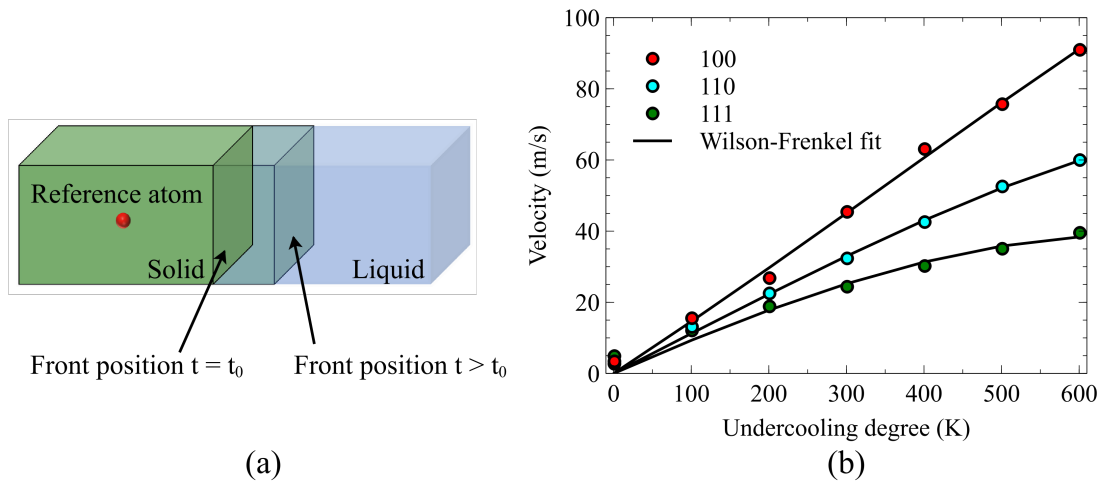 Reference atom
Solid
Liquid
Front position t = t₀
Front position t > t₀
(a)
Velocity (m/s)
100
80
60
40
20
0
100
110
111
Wilson-Frenkel fit
0 100 200 300 400 500 600
Undercooling degree (K)
(b)